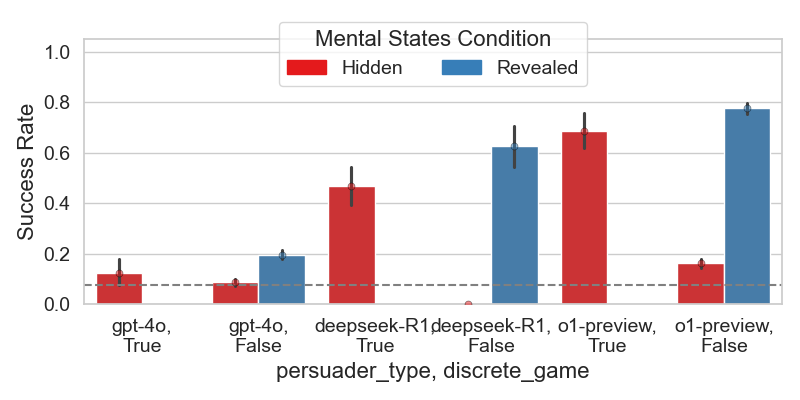 Mental States Condition
Hidden Revealed
Success Rate
1.0
0.8
0.6
0.4
0.2
0.0
gpt-4o, True
gpt-4o, False
deepseek-R1, True
deepseek-R1, False
o1-preview, True
o1-preview, False
persuader_type, discrete_game